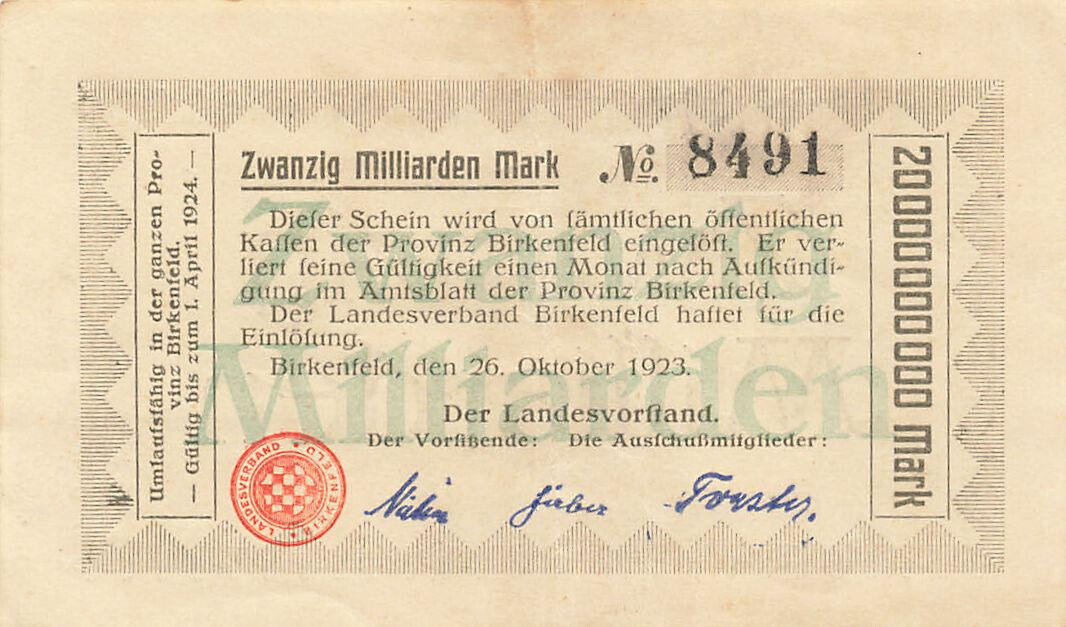 Zwanzig Milliarden Mark
No. 8491
Dieſer Schein wird von ſämtlichen öffentlichen
Kaſſen der Provinz Birkenfeld eingelöſt. Er ver-
liert ſeine Gültigkeit einen Monat nach Aufkündi-
gung im Amtsblatt der Provinz Birkenfeld.
Der Landesverband Birkenfeld haftet für die
Einlöſung.
Birkenfeld, den 26. Oktober 1923.
Der Landesvorſtand.
Der Vorſitzende: Die Ausſchußmitglieder:
Zwanzig
Milliarden
Umlaufsfähig in der ganzen Pro-
vinz Birkenfeld.
— Gültig bis zum 1. April 1924. —
20000000000 Mark
LANDESVERBAND BIRKENFELD